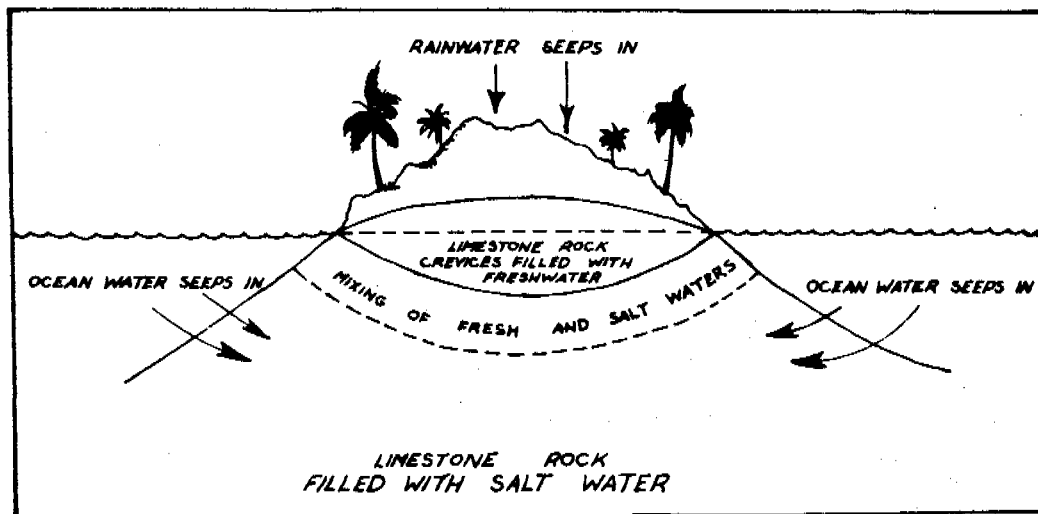 RAINWATER SEEPS IN
LIMESTONE ROCK
CREVICES FILLED WITH
FRESHWATER
OCEAN WATER SEEPS IN
MIXING OF FRESH AND SALT WATERS
OCEAN WATER SEEPS IN
LIMESTONE ROCK
FILLED WITH SALT WATER